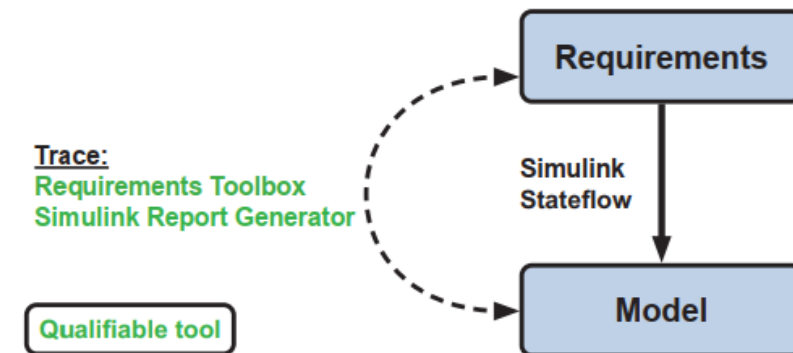 Requirements
Trace:
Requirements Toolbox
Simulink Report Generator
Simulink
Stateflow
Model
Qualifiable tool